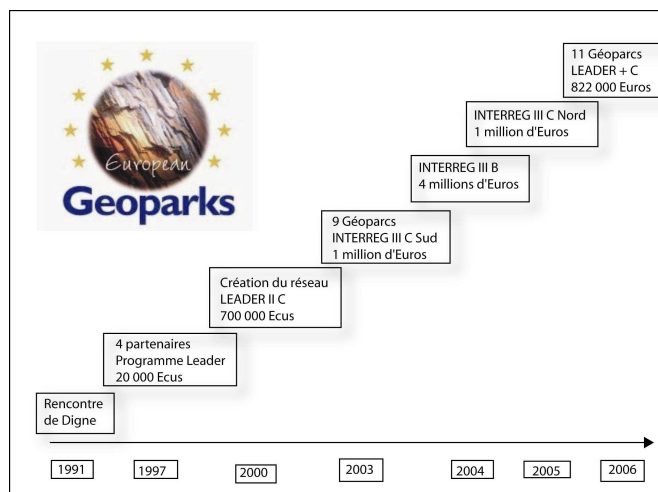 European
Geoparks
11 Géoparcs
LEADER + C
822 000 Euros
INTERREG III C Nord
1 million d'Euros
INTERREG III B
4 millions d'Euros
9 Géoparcs
INTERREG III C Sud
1 million d'Euros
Création du réseau
LEADER II C
700 000 Ecus
4 partenaires
Programme Leader
20 000 Ecus
Rencontre
de Digne
1991
1997
2000
2003
2004
2005
2006